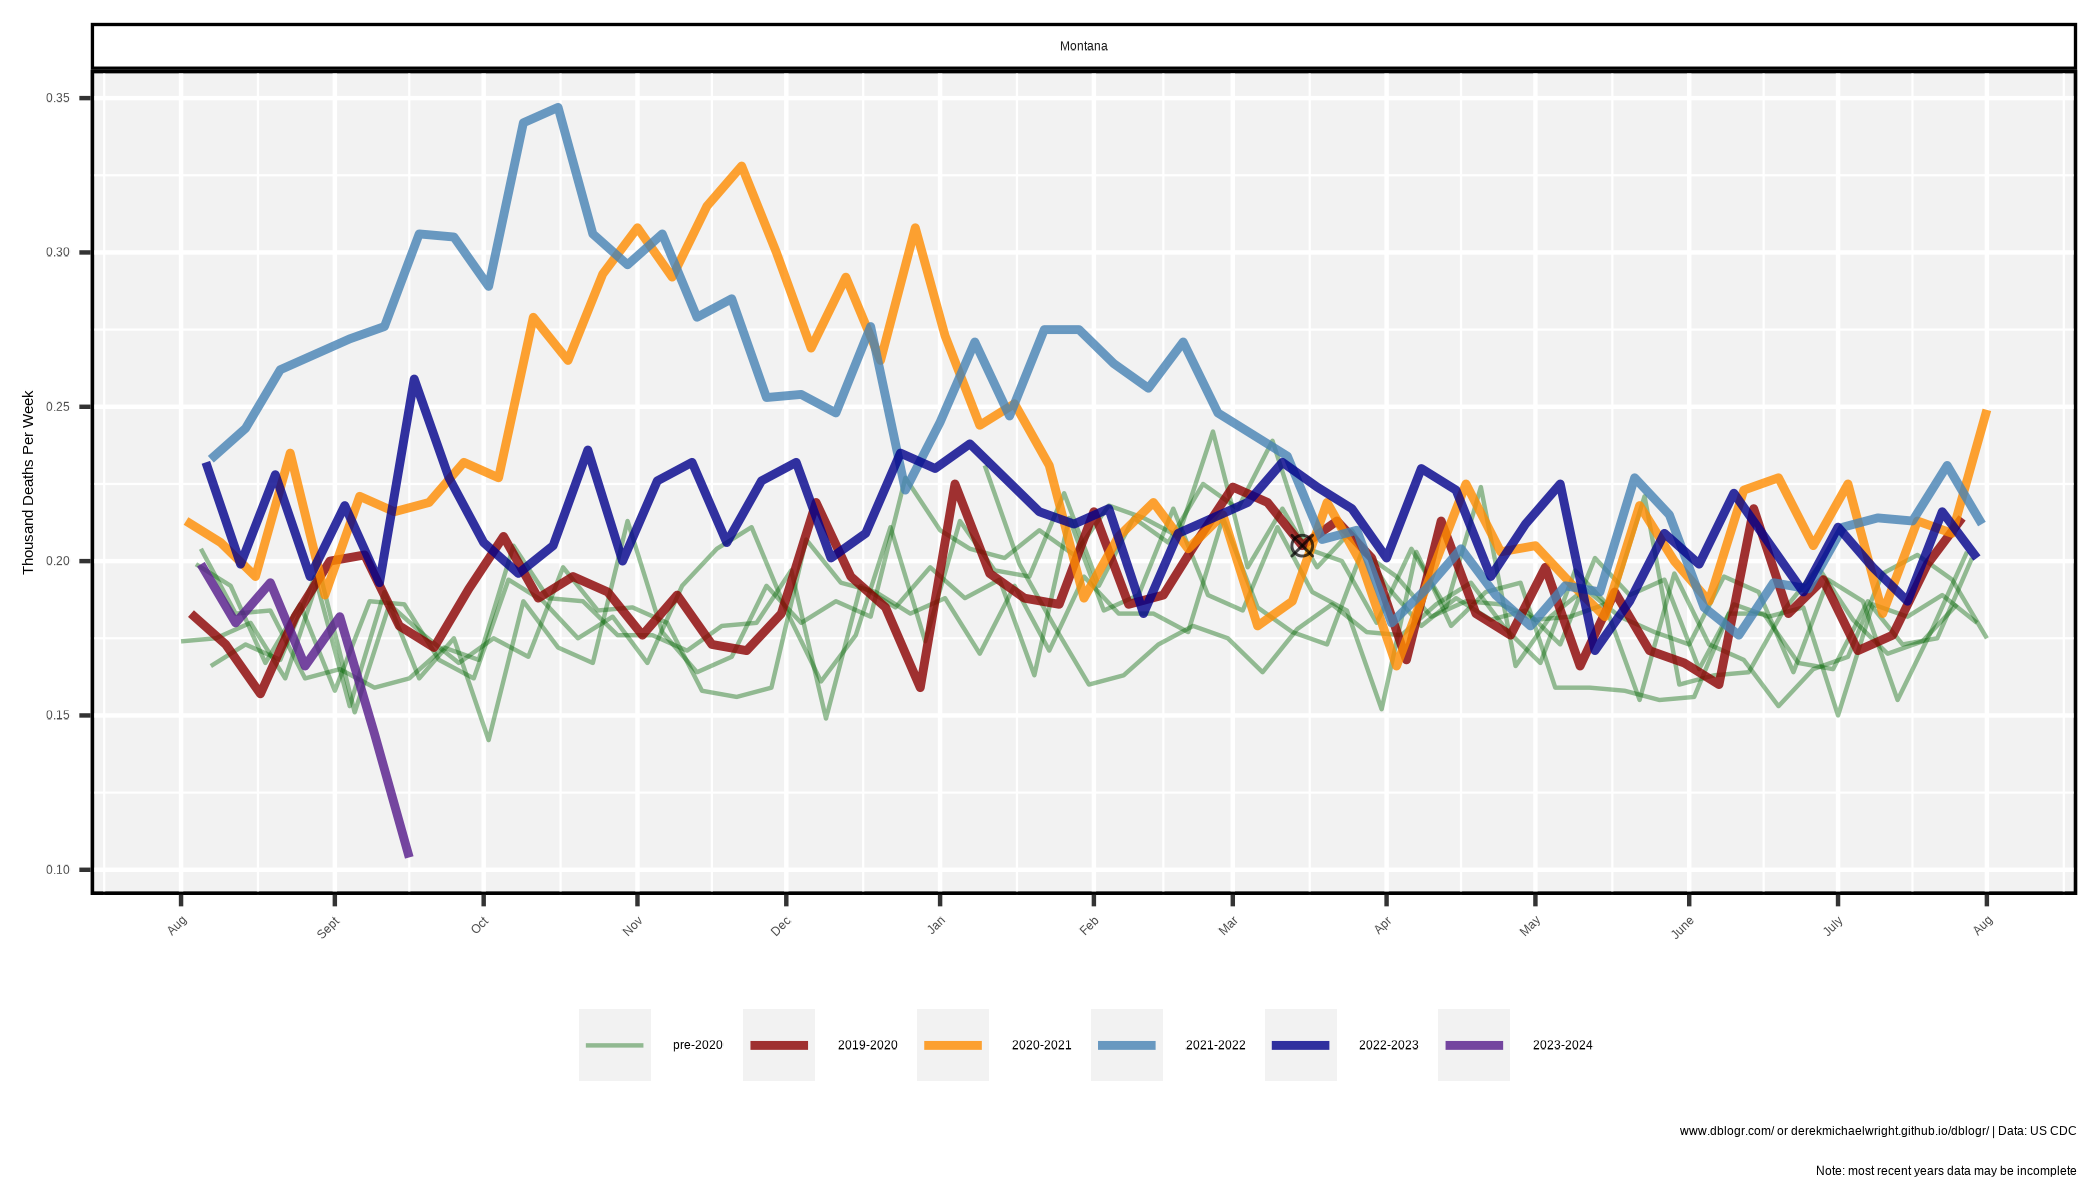 Montana
Thousand Deaths Per Week
0.35
0.30
0.25
0.20
0.15
0.10
Aug
Sept
Oct
Nov
Dec
Jan
Feb
Mar
Apr
May
June
July
Aug
pre-2020
2019-2020
2020-2021
2021-2022
2022-2023
2023-2024
www.dblogr.com/ or derekmichaelwright.github.io/dblogr/ | Data: US CDC
Note: most recent years data may be incomplete